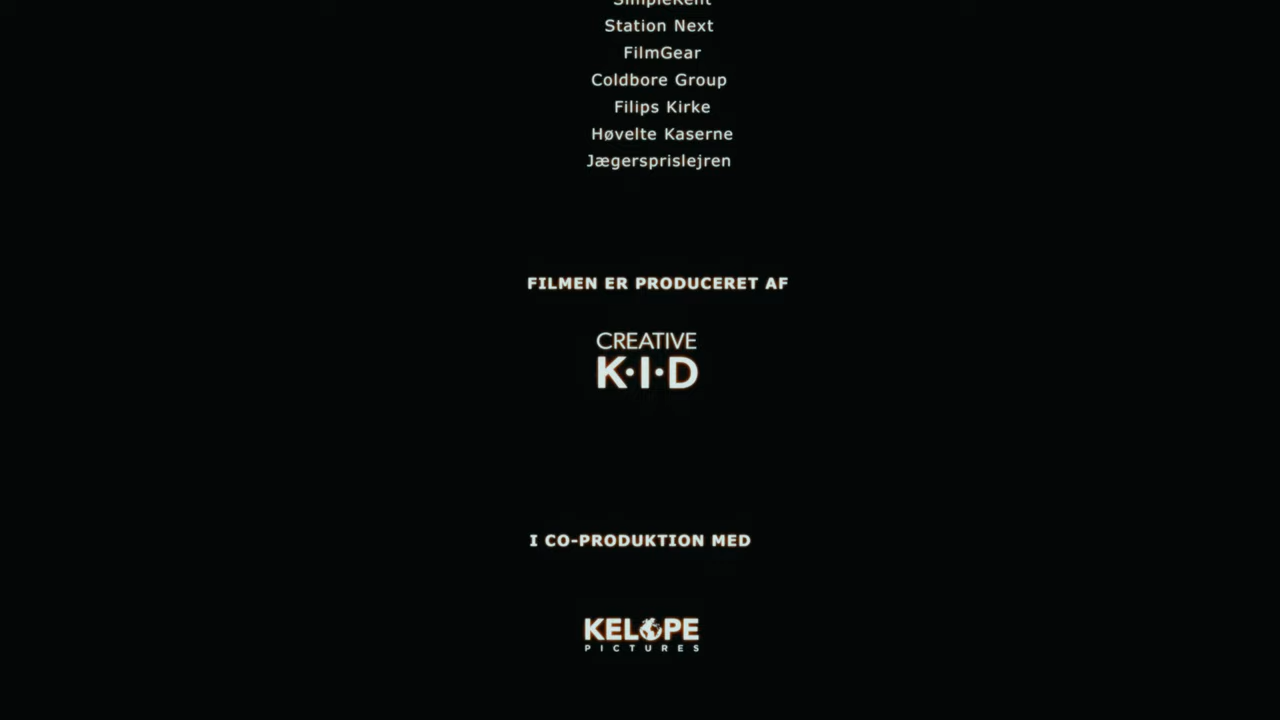 Station Next
FilmGear
Coldbore Group
Filips Kirke
Høvelte Kaserne
Jægersprislejren
FILMEN ER PRODUCERET AF
CREATIVE
K·I·D
I CO-PRODUKTION MED
KELOPE
PICTURES